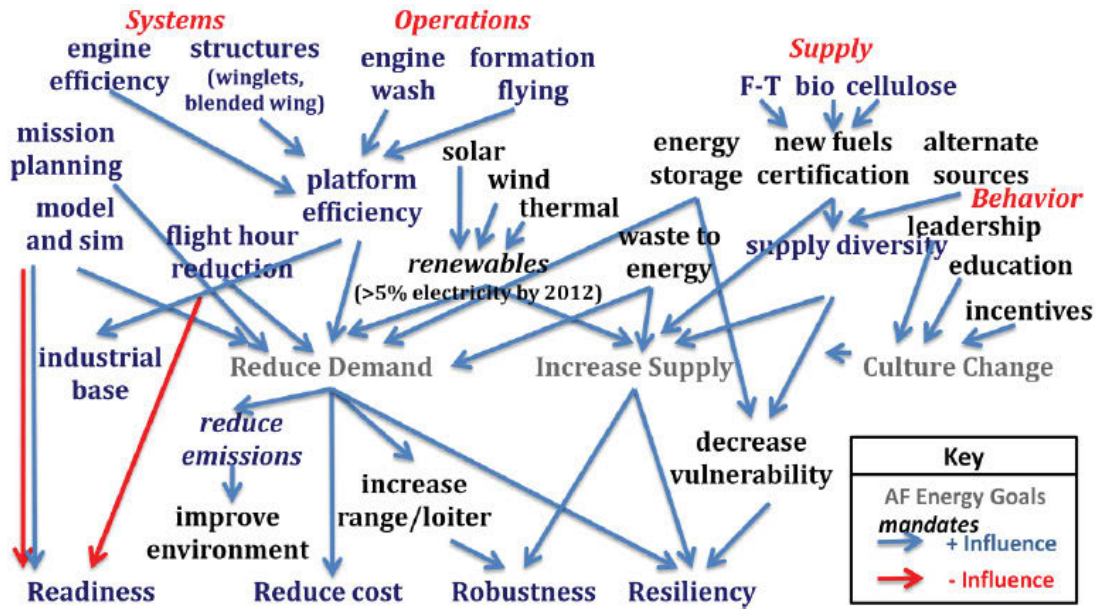 Systems
Operations
Supply
engine
efficiency
structures
(winglets,
blended wing)
engine
wash
formation
flying
F-T bio cellulose
mission
planning
solar
energy
storage
new fuels
certification
alternate
sources
platform
efficiency
wind
thermal
Behavior
model
and sim
flight hour
reduction
waste to
energy
supply diversity
leadership
renewables
(>5% electricity by 2012)
education
incentives
industrial
base
Reduce Demand
Increase Supply
Culture Change
reduce
emissions
decrease
vulnerability
increase
range/loiter
improve
environment
Key
AF Energy Goals
mandates
+ Influence
- Influence
Readiness
Reduce cost
Robustness
Resiliency